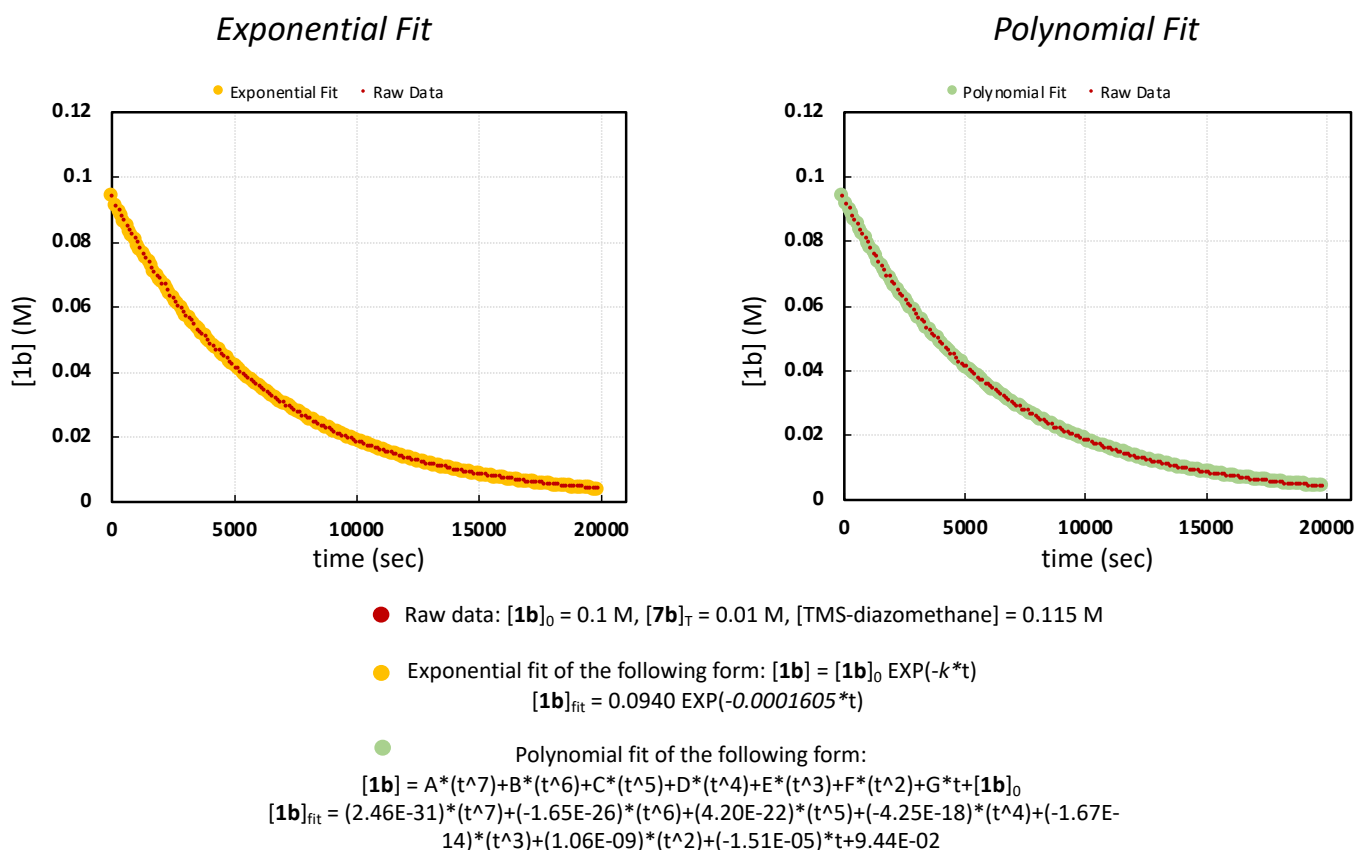 Exponential Fit
Exponential Fit Raw Data
0.12
0.1
0.08
0.06
0.04
0.02
0
[1b] (M)
0 5000 10000 15000 20000
time (sec)
Polynomial Fit
Polynomial Fit Raw Data
0.12
0.1
0.08
0.06
0.04
0.02
0
[1b] (M)
0 5000 10000 15000 20000
time (sec)
Raw data: [1b]₀ = 0.1 M, [7b]T = 0.01 M, [TMS-diazomethane] = 0.115 M
Exponential fit of the following form: [1b] = [1b]₀ EXP(-k*t)
[1b]fit = 0.0940 EXP(-0.0001605*t)
Polynomial fit of the following form:
[1b] = A*(t^7)+B*(t^6)+C*(t^5)+D*(t^4)+E*(t^3)+F*(t^2)+G*t+[1b]₀
[1b]fit = (2.46E-31)*(t^7)+(-1.65E-26)*(t^6)+(4.20E-22)*(t^5)+(-4.25E-18)*(t^4)+(-1.67E-
14)*(t^3)+(1.06E-09)*(t^2)+(-1.51E-05)*t+9.44E-02